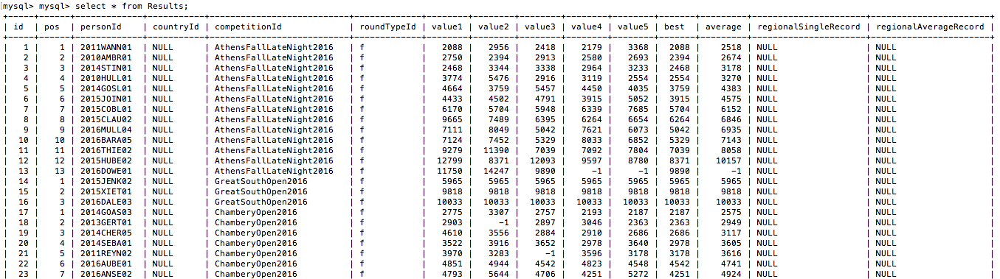 [mysql> mysql> select * from Results;
+----+-----+------------+-----------+-------------------------+-------------+--------+--------+--------+--------+--------+-------+---------+----------------------+-----------------------+
| id | pos | personId | countryId | competitionId | roundTypeId | value1 | value2 | value3 | value4 | value5 | best | average | regionalSingleRecord | regionalAverageRecord |
+----+-----+------------+-----------+-------------------------+-------------+--------+--------+--------+--------+--------+-------+---------+----------------------+-----------------------+
| 1 | 1 | 2011WANN01 | NULL | AthensFallLateNight2016 | f | 2088 | 2956 | 2418 | 2179 | 3368 | 2088 | 2518 | NULL | NULL |
| 2 | 2 | 2010AMBR01 | NULL | AthensFallLateNight2016 | f | 2750 | 2394 | 2913 | 2580 | 2693 | 2394 | 2674 | NULL | NULL |
| 3 | 3 | 2014STIN01 | NULL | AthensFallLateNight2016 | f | 2468 | 3344 | 3338 | 2964 | 3233 | 2468 | 3178 | NULL | NULL |
| 4 | 4 | 2010HULL01 | NULL | AthensFallLateNight2016 | f | 3774 | 5476 | 2916 | 3119 | 2554 | 2554 | 3270 | NULL | NULL |
| 5 | 5 | 2014GOSL01 | NULL | AthensFallLateNight2016 | f | 4664 | 3759 | 5457 | 4450 | 4035 | 3759 | 4383 | NULL | NULL |
| 6 | 6 | 2015JOIN01 | NULL | AthensFallLateNight2016 | f | 4433 | 4502 | 4791 | 3915 | 5052 | 3915 | 4575 | NULL | NULL |
| 7 | 7 | 2015COBL01 | NULL | AthensFallLateNight2016 | f | 6170 | 5704 | 5948 | 6339 | 7685 | 5704 | 6152 | NULL | NULL |
| 8 | 8 | 2015CLAU02 | NULL | AthensFallLateNight2016 | f | 9665 | 7489 | 6395 | 6264 | 6654 | 6264 | 6846 | NULL | NULL |
| 9 | 9 | 2016MULL04 | NULL | AthensFallLateNight2016 | f | 7111 | 8049 | 5042 | 7621 | 6073 | 5042 | 6935 | NULL | NULL |
| 10 | 10 | 2016BARA05 | NULL | AthensFallLateNight2016 | f | 7124 | 7452 | 5329 | 8033 | 6852 | 5329 | 7143 | NULL | NULL |
| 11 | 11 | 2016THIE02 | NULL | AthensFallLateNight2016 | f | 9279 | 11390 | 7039 | 7092 | 7804 | 7039 | 8058 | NULL | NULL |
| 12 | 12 | 2015HUBE02 | NULL | AthensFallLateNight2016 | f | 12799 | 8371 | 12093 | 9597 | 8780 | 8371 | 10157 | NULL | NULL |
| 13 | 13 | 2016DOWE01 | NULL | AthensFallLateNight2016 | f | 11750 | 14247 | 9890 | -1 | -1 | 9890 | -1 | NULL | NULL |
| 14 | 1 | 2015JENK02 | NULL | GreatSouthOpen2016 | f | 5965 | 5965 | 5965 | 5965 | 5965 | 5965 | 5965 | NULL | NULL |
| 15 | 2 | 2015XIET01 | NULL | GreatSouthOpen2016 | f | 9818 | 9818 | 9818 | 9818 | 9818 | 9818 | 9818 | NULL | NULL |
| 16 | 3 | 2016DALE03 | NULL | GreatSouthOpen2016 | f | 10033 | 10033 | 10033 | 10033 | 10033 | 10033 | 10033 | NULL | NULL |
| 17 | 1 | 2014GOAS03 | NULL | ChamberyOpen2016 | f | 2775 | 3307 | 2757 | 2193 | 2187 | 2187 | 2575 | NULL | NULL |
| 18 | 2 | 2013GERT01 | NULL | ChamberyOpen2016 | f | 2903 | -1 | 2897 | 3046 | 2363 | 2363 | 2949 | NULL | NULL |
| 19 | 3 | 2014CHER05 | NULL | ChamberyOpen2016 | f | 4610 | 3556 | 2884 | 2910 | 2686 | 2686 | 3117 | NULL | NULL |
| 20 | 4 | 2014SEBA01 | NULL | ChamberyOpen2016 | f | 3522 | 3916 | 3652 | 2978 | 3640 | 2978 | 3605 | NULL | NULL |
| 21 | 5 | 2011REYN02 | NULL | ChamberyOpen2016 | f | 3970 | 3283 | -1 | 3596 | 3178 | 3178 | 3616 | NULL | NULL |
| 22 | 6 | 2016AUBE01 | NULL | ChamberyOpen2016 | f | 4851 | 4944 | 4542 | 4823 | 4548 | 4542 | 4741 | NULL | NULL |
| 23 | 7 | 2016ANSE02 | NULL | ChamberyOpen2016 | f | 4793 | 5644 | 4706 | 4251 | 5272 | 4251 | 4924 | NULL | NULL |